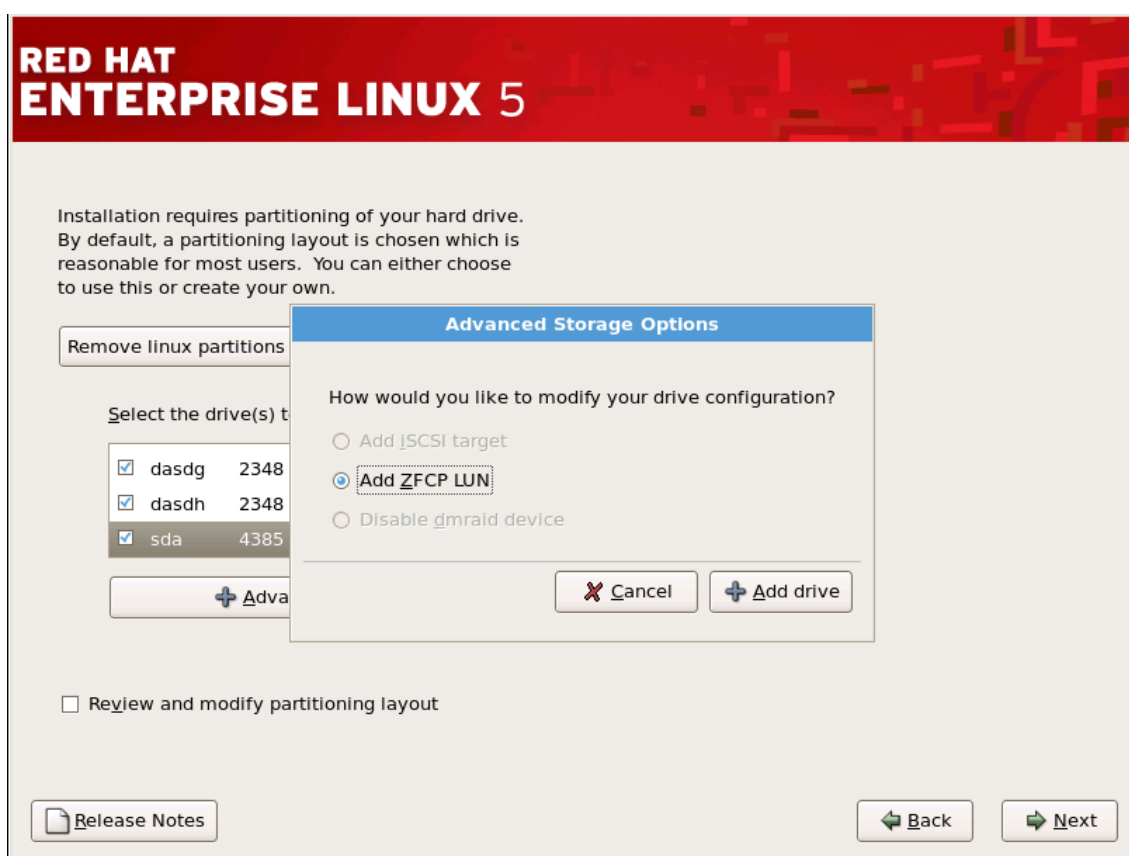 RED HAT
ENTERPRISE LINUX 5
Installation requires partitioning of your hard drive.
By default, a partitioning layout is chosen which is
reasonable for most users. You can either choose
to use this or create your own.
Remove linux partitions
Select the drive(s) t
dasdg 2348
dasdh 2348
sda 4385
Adva
Advanced Storage Options
How would you like to modify your drive configuration?
Add iSCSI target
Add ZFCP LUN
Disable dmraid device
Cancel
Add drive
Review and modify partitioning layout
Release Notes
Back
Next